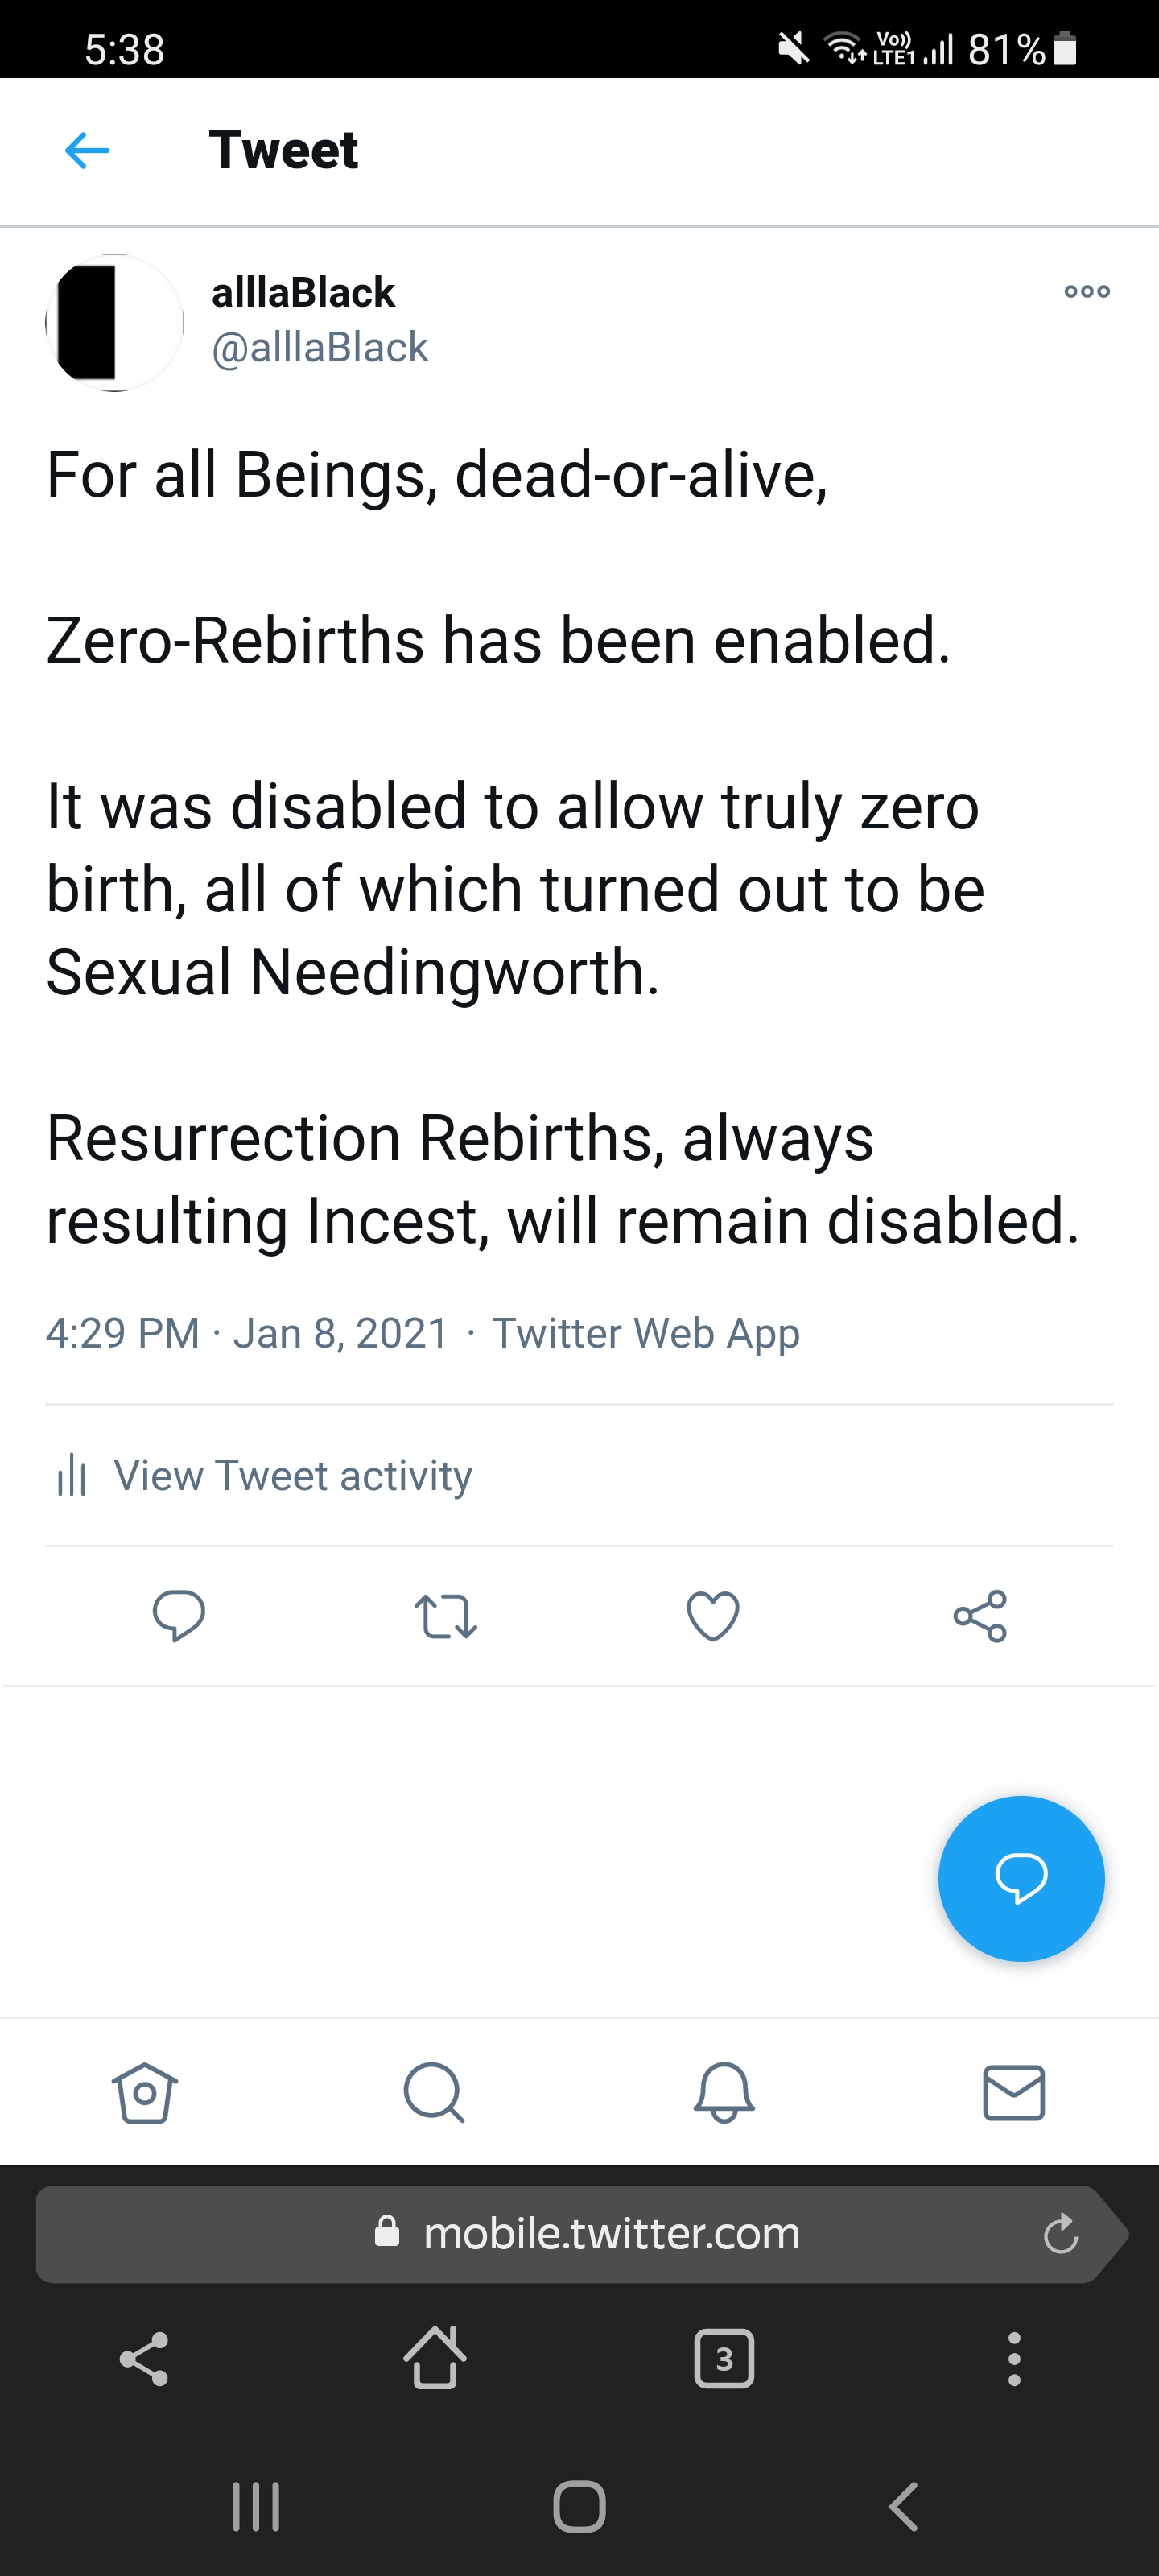 5:38 Vo)) LTE1 81%
Tweet
alllaBlack
@alllaBlack
For all Beings, dead-or-alive,
Zero-Rebirths has been enabled.
It was disabled to allow truly zero
birth, all of which turned out to be
Sexual Needingworth.
Resurrection Rebirths, always
resulting Incest, will remain disabled.
4:29 PM · Jan 8, 2021 · Twitter Web App
View Tweet activity
mobile.twitter.com
3